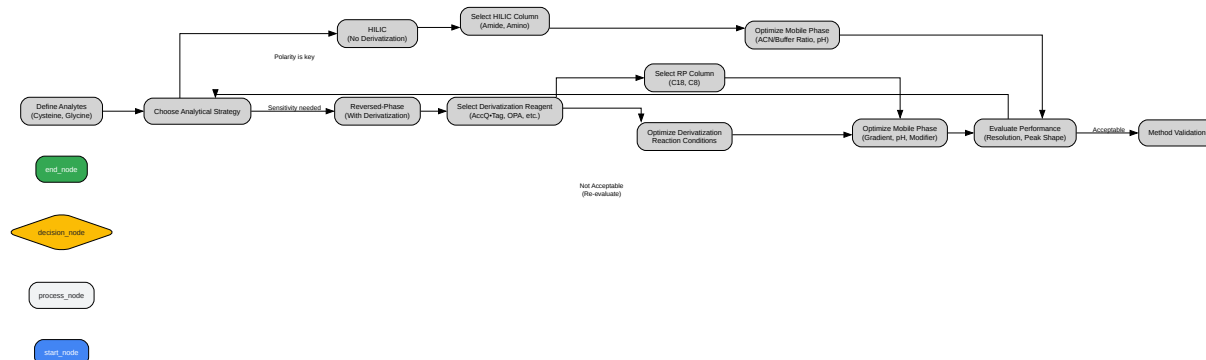 HILIC
(No Derivatization)
Select HILIC Column
(Amide, Amino)
Optimize Mobile Phase
(ACN/Buffer Ratio, pH)
Polarity is key
Select RP Column
(C18, C8)
Define Analytes
(Cysteine, Glycine)
Choose Analytical Strategy
Sensitivity needed
Reversed-Phase
(With Derivatization)
Select Derivatization Reagent
(AccQ•Tag, OPA, etc.)
Optimize Derivatization
Reaction Conditions
Optimize Mobile Phase
(Gradient, pH, Modifier)
Evaluate Performance
(Resolution, Peak Shape)
Acceptable
Method Validation
end_node
Not Acceptable
(Re-evaluate)
decision_node
process_node
start_node